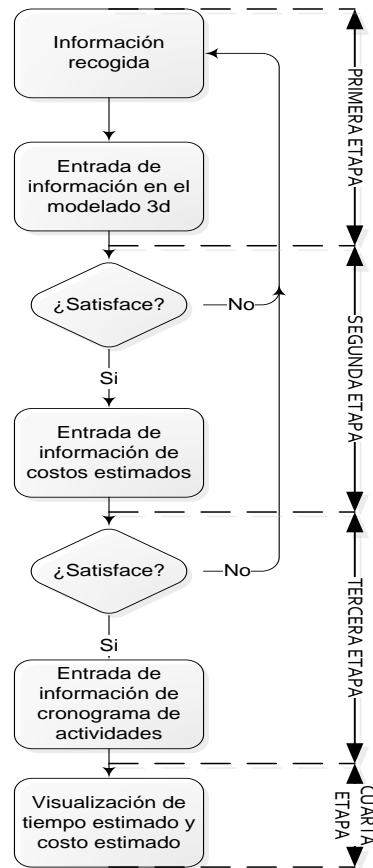 Información
recogida
PRIMERA ETAPA
Entrada de
información en el
modelado 3d
¿Satisface?
No
Si
SEGUNDA ETAPA
Entrada de
información de
costos estimados
¿Satisface?
No
Si
TERCERA ETAPA
Entrada de
información de
cronograma de
actividades
Visualización de
tiempo estimado y
costo estimado
CUARTA
ETAPA